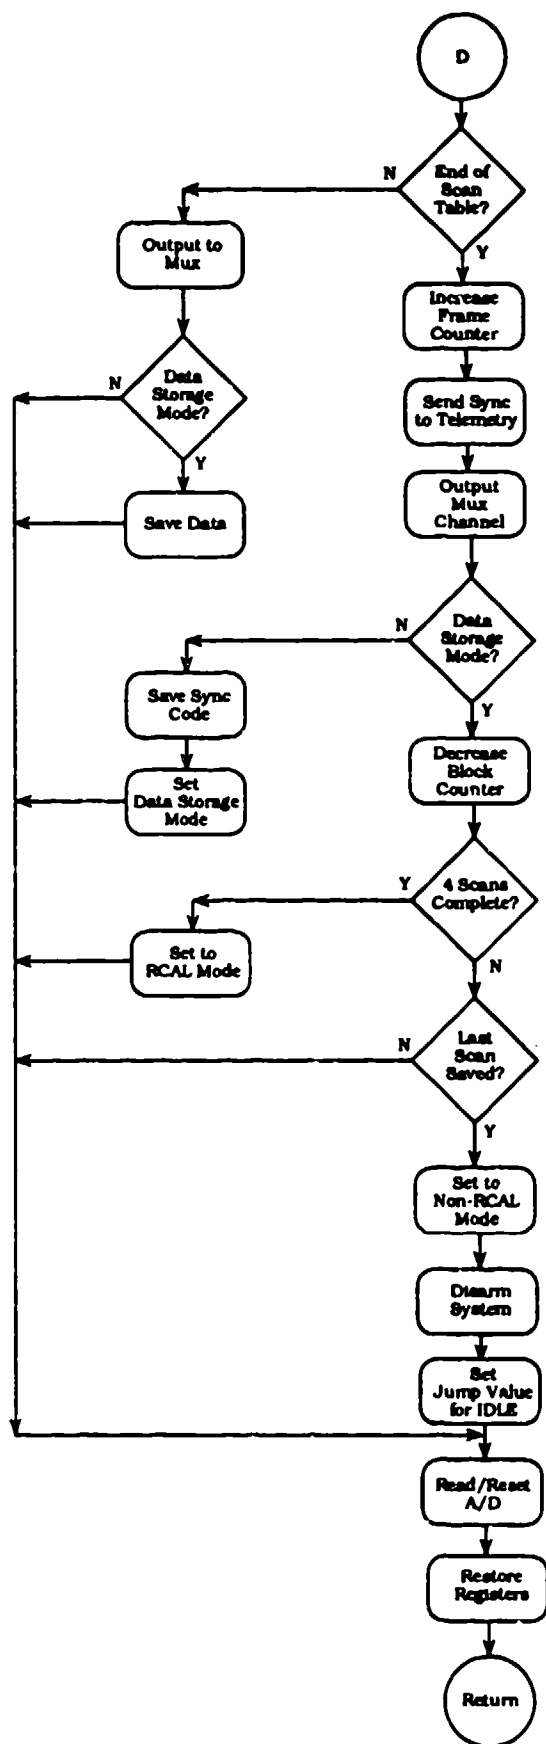 D
End of
Scan
Table?
N
Y
Output to
Mux
Increase
Frame
Counter
Data
Storage
Mode?
N
Y
Send Sync
to Telemetry
Save Data
Output
Mux
Channel
Data
Storage
Mode?
N
Y
Save Sync
Code
Set
Data Storage
Mode
Decrease
Block
Counter
4 Scans
Complete?
Y
N
Set to
RCAL Mode
Last
Scan
Saved?
N
Y
Set to
Non-RCAL
Mode
Disarm
System
Set
Jump Value
for IDLE
Read/Reset
A/D
Restore
Registers
Return